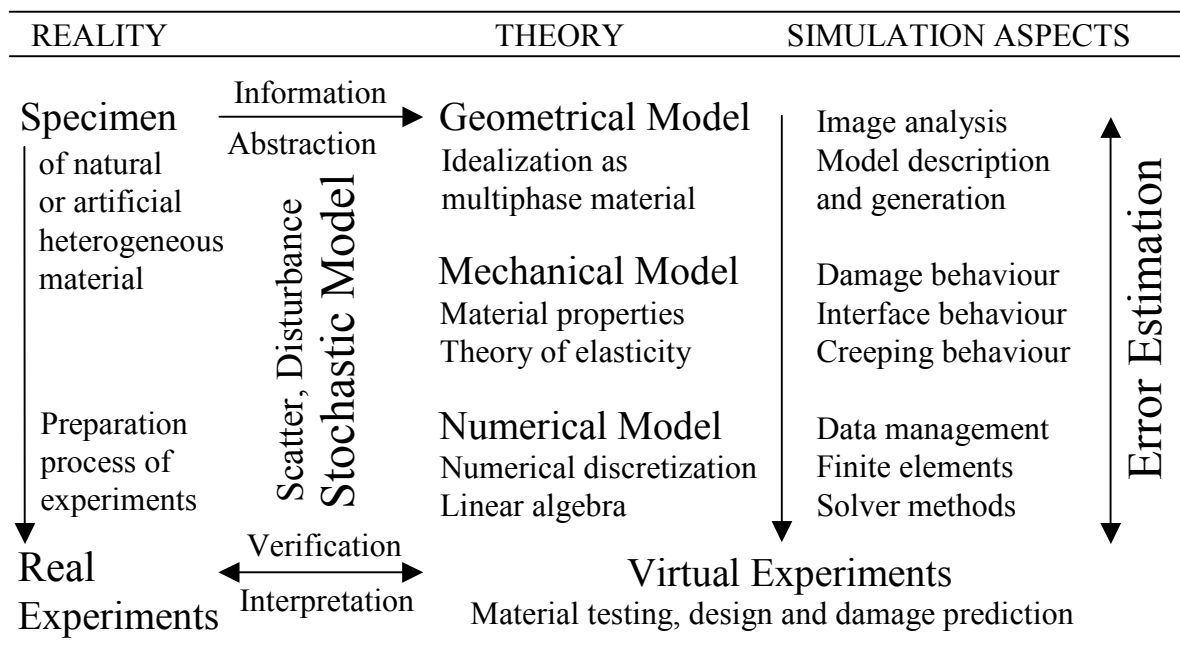 REALITY
THEORY
SIMULATION ASPECTS
Specimen
of natural
or artificial
heterogeneous
material
Preparation
process of
experiments
Real
Experiments
Information
Abstraction
Scatter, Disturbance
Stochastic Model
Verification
Interpretation
Geometrical Model
Idealization as
multiphase material
Mechanical Model
Material properties
Theory of elasticity
Numerical Model
Numerical discretization
Linear algebra
Image analysis
Model description
and generation
Damage behaviour
Interface behaviour
Creeping behaviour
Data management
Finite elements
Solver methods
Error Estimation
Virtual Experiments
Material testing, design and damage prediction